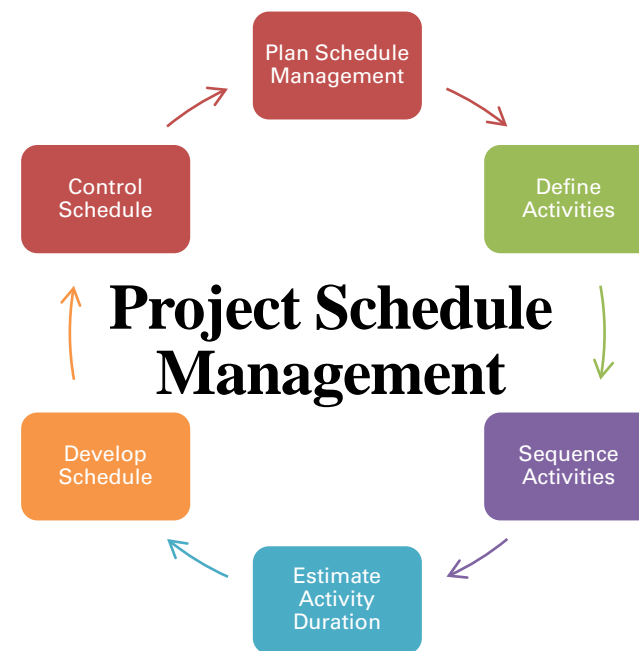 Plan Schedule
Management
Define
Activities
Sequence
Activities
Estimate
Activity
Duration
Develop
Schedule
Control
Schedule
Project Schedule
Management